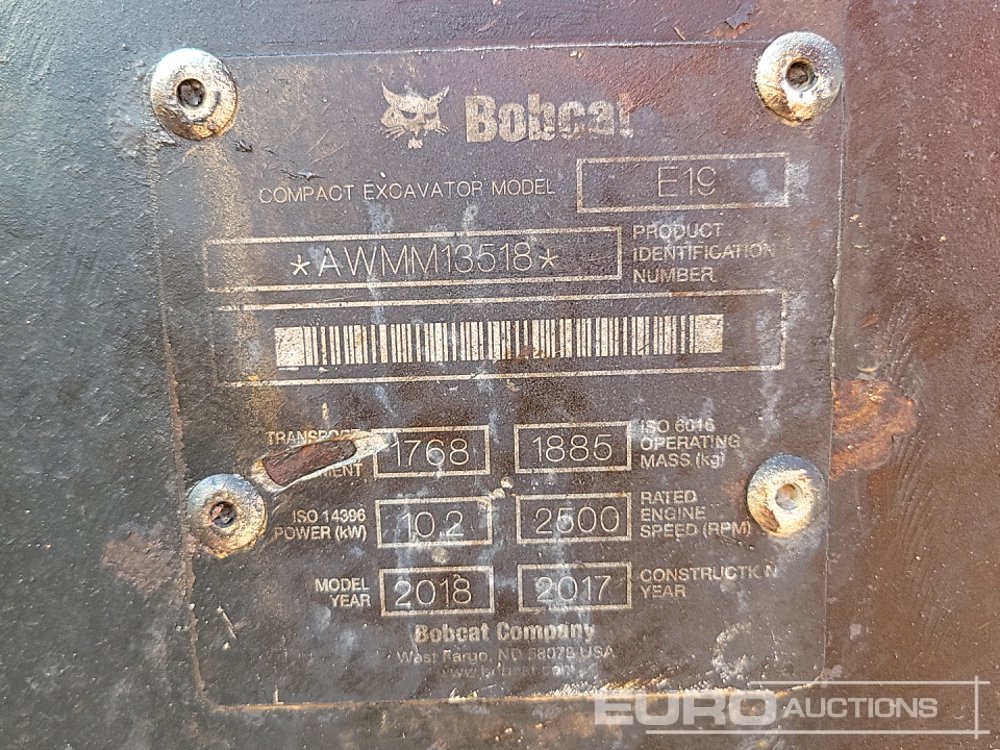 Bobcat
COMPACT EXCAVATOR MODEL E19
*AWMM13518*
PRODUCT
IDENTIFICATION
NUMBER
1768
1885
ISO 6016
OPERATING
MASS (kg)
ISO 14396
POWER (kW)
10.2
2500
RATED
ENGINE
SPEED (RPM)
MODEL
YEAR
2018
2017
CONSTRUCTION
YEAR
Bobcat Company
West Fargo, ND 58078 USA
EURO AUCTIONS